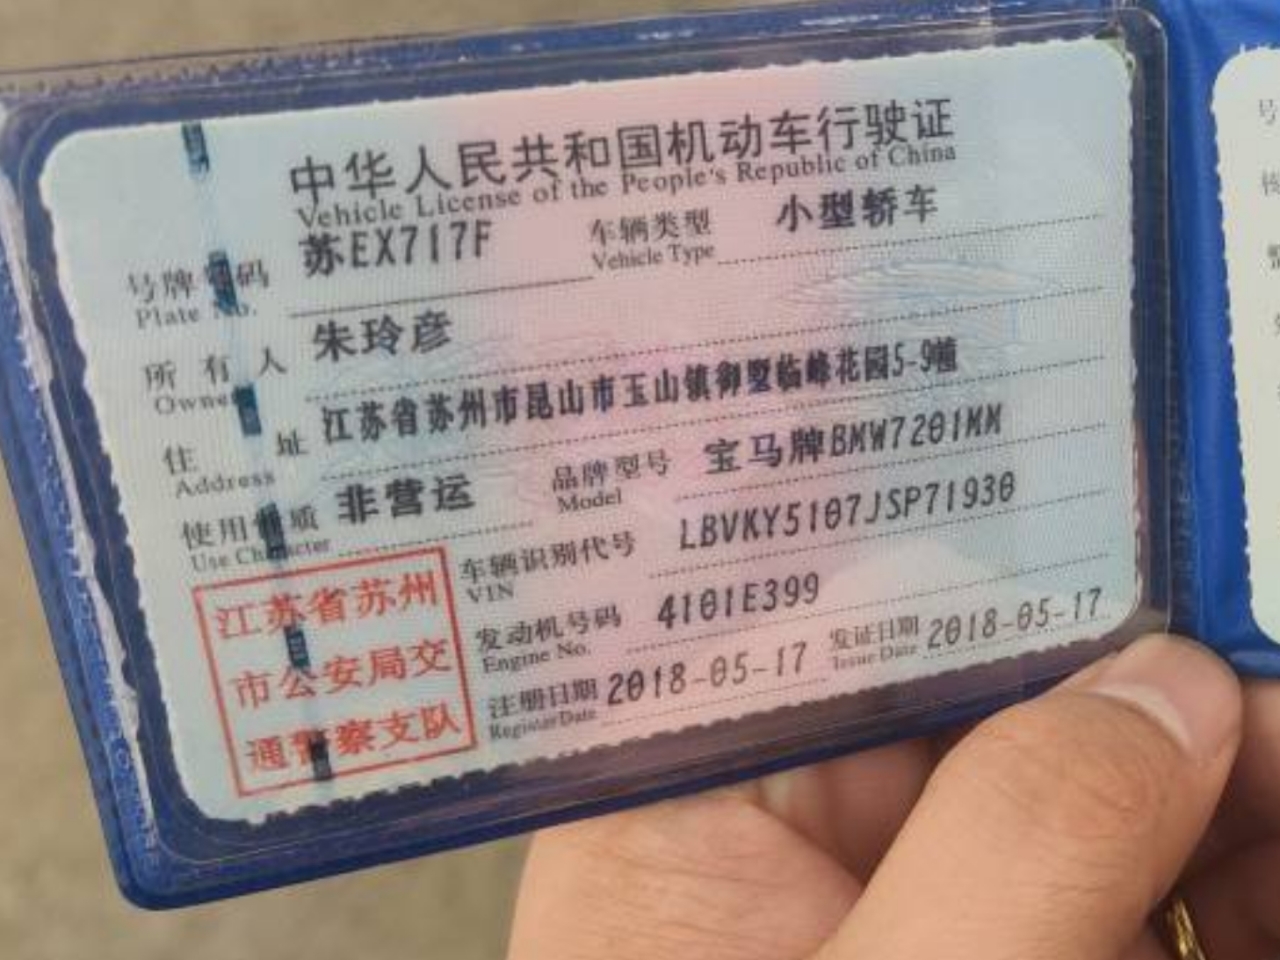 中华人民共和国机动车行驶证
Vehicle License of the People's Republic of China
号牌号码 苏EX717F 车辆类型 小型轿车
Plate No. Vehicle Type
所有人 朱玲彦
Owner
住址 江苏省苏州市昆山市玉山镇御墅临峰花园5-9幢
Address
使用性质 非营运 品牌型号 宝马牌BMW7201MM
Use Character Model
车辆识别代号 LBVKY5107JSP71930
VIN
发动机号码 4101E399
Engine No.
注册日期 2018-05-17 发证日期 2018-05-17
Register Date Issue Date
江苏省苏州
市公安局交
通警察支队
号